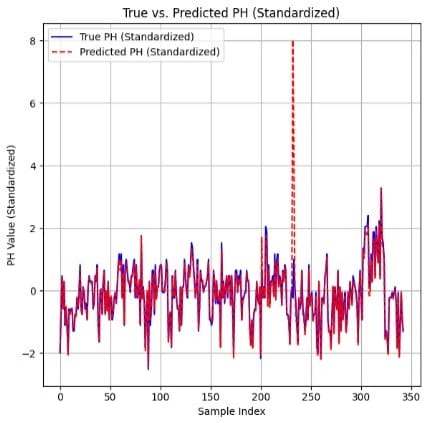 True vs. Predicted PH (Standardized)
True PH (Standardized)
Predicted PH (Standardized)
PH Value (Standardized)
8
6
4
2
0
−2
0 50 100 150 200 250 300 350
Sample Index